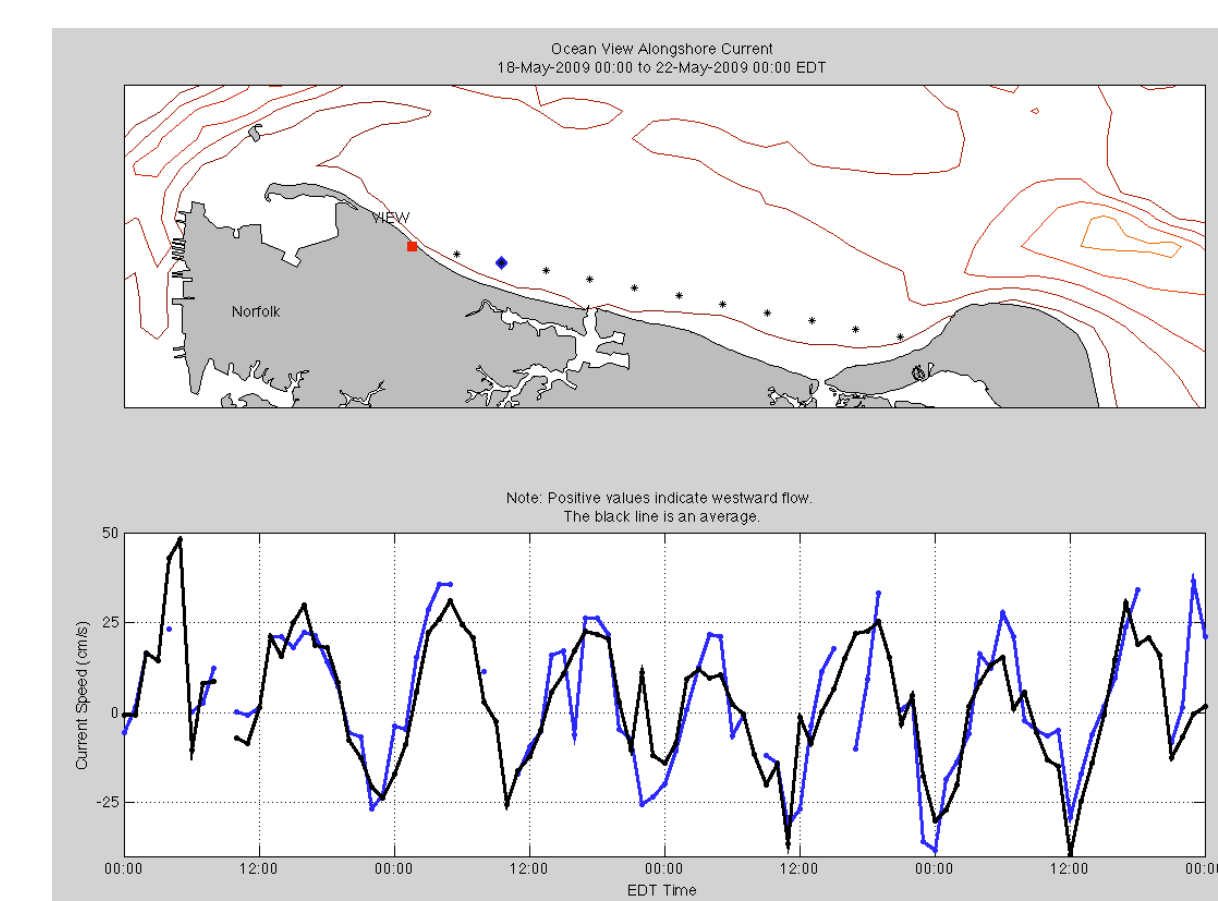 Ocean View Alongshore Current
18-May-2009 00:00 to 22-May-2009 00:00 EDT
VIEW
Norfolk
Note: Positive values indicate westward flow.
The black line is an average.
50
25
0
-25
Current Speed (cm/s)
00:00 12:00 00:00 12:00 00:00 12:00 00:00 12:00 00:0
EDT Time